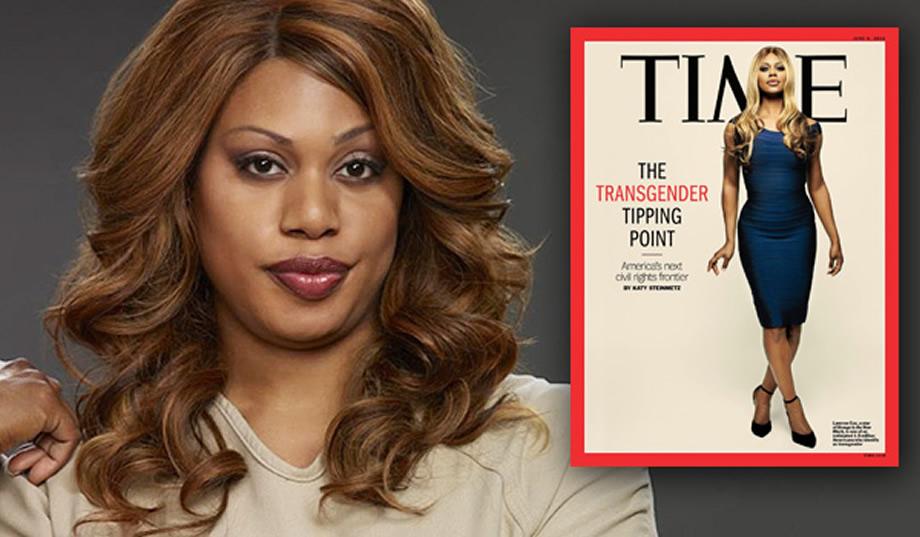 TIME
THE
TRANSGENDER
TIPPING
POINT
America's next
civil rights frontier
BY KATY STEINMETZ